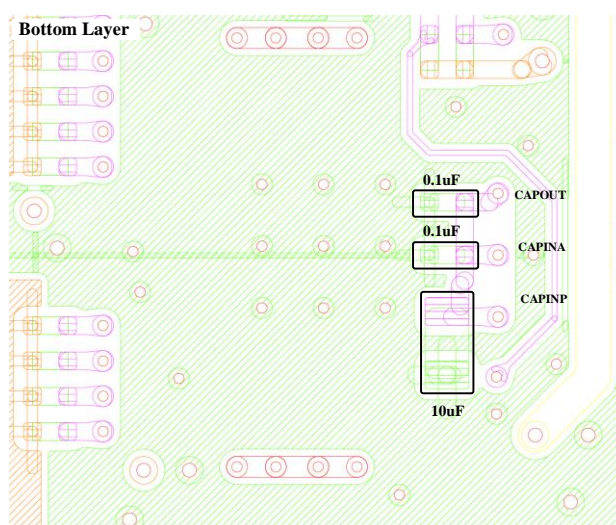 Bottom Layer
0.1uF
CAPOUT
0.1uF
CAPINA
CAPINP
10uF